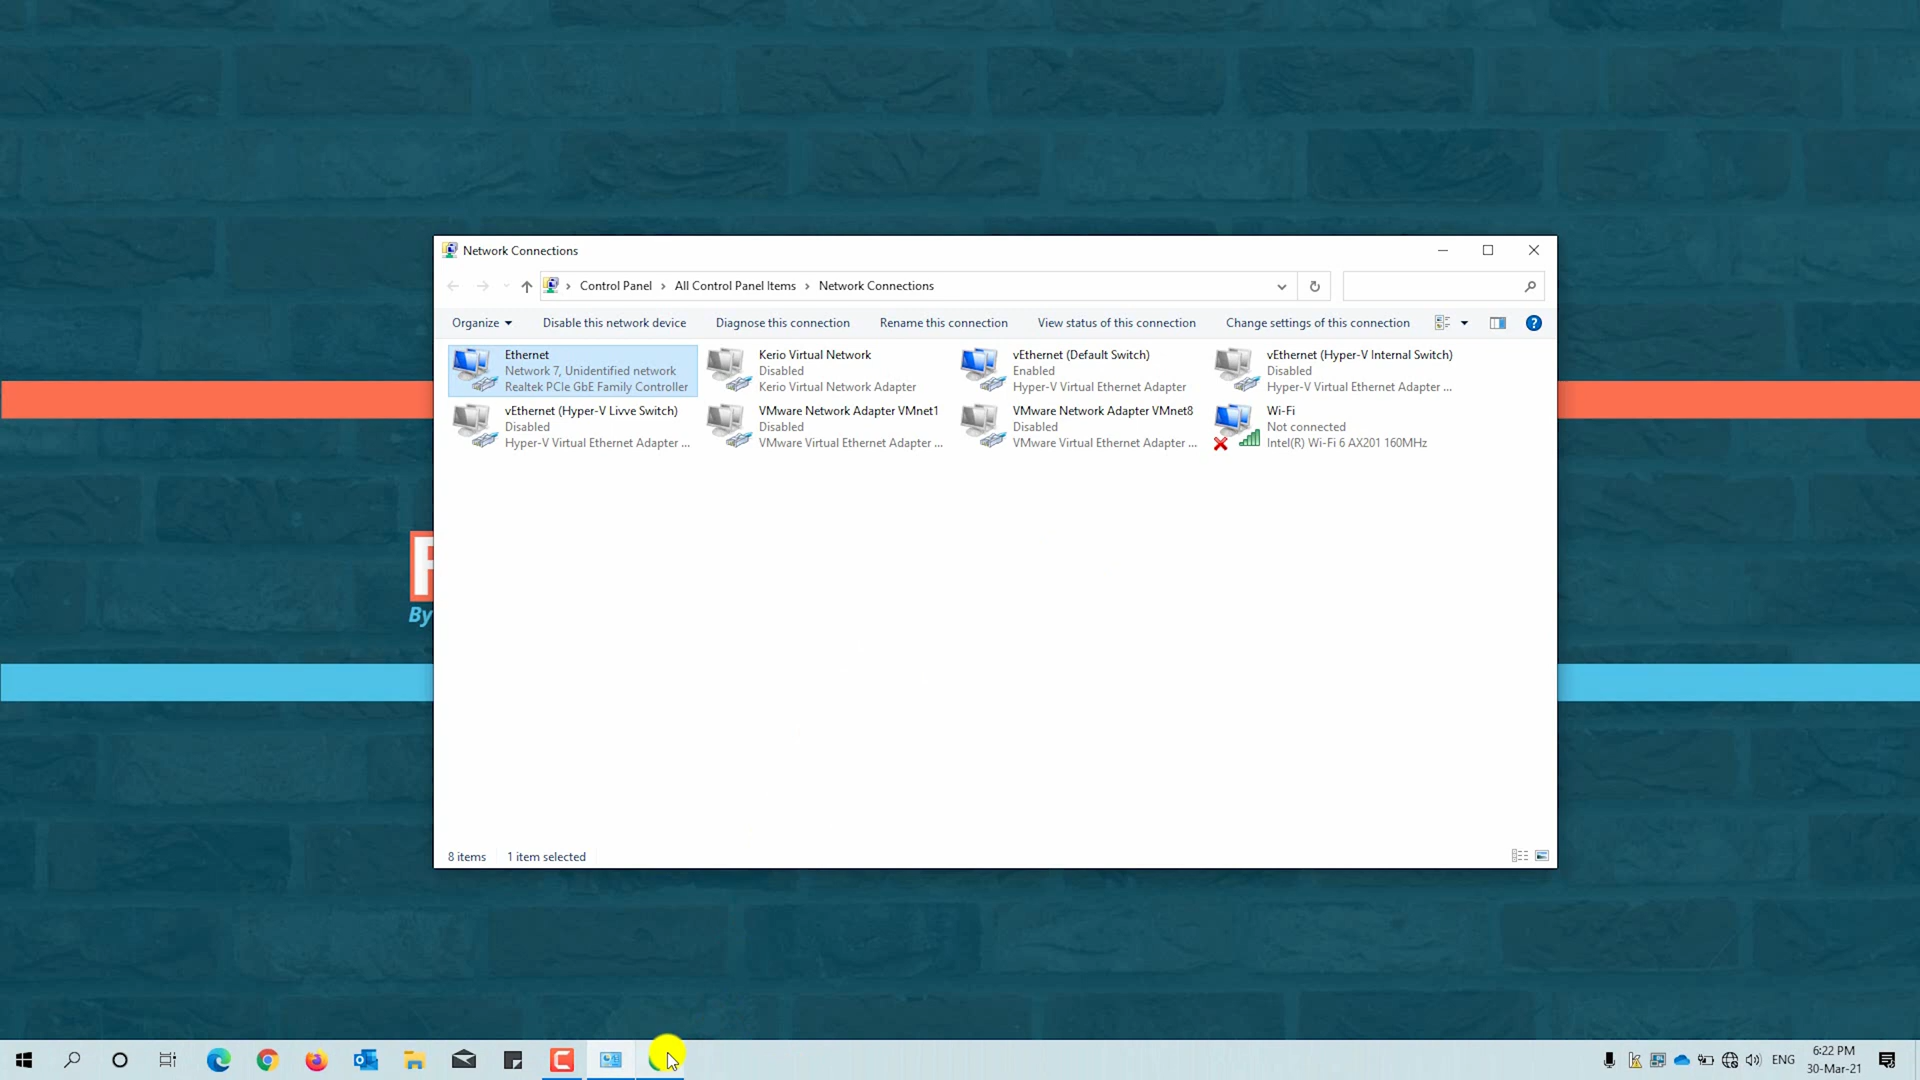 Network Connections
Control Panel
All Control Panel Items
Network Connections
Organize
Disable this network device
Diagnose this connection
Rename this connection
View status of this connection
Change settings of this connection
Ethernet
Network 7, Unidentified network
Realtek PCIe GbE Family Controller
Kerio Virtual Network
Disabled
Kerio Virtual Network Adapter
vEthernet (Default Switch)
Enabled
Hyper-V Virtual Ethernet Adapter
vEthernet (Hyper-V Internal Switch)
Disabled
Hyper-V Virtual Ethernet Adapter ...
vEthernet (Hyper-V Livve Switch)
Disabled
Hyper-V Virtual Ethernet Adapter ...
VMware Network Adapter VMnet1
Disabled
VMware Virtual Ethernet Adapter ...
VMware Network Adapter VMnet8
Disabled
VMware Virtual Ethernet Adapter ...
Wi-Fi
Not connected
Intel(R) Wi-Fi 6 AX201 160MHz
By
8 items
1 item selected
ENG
6:22 PM
30-Mar-21